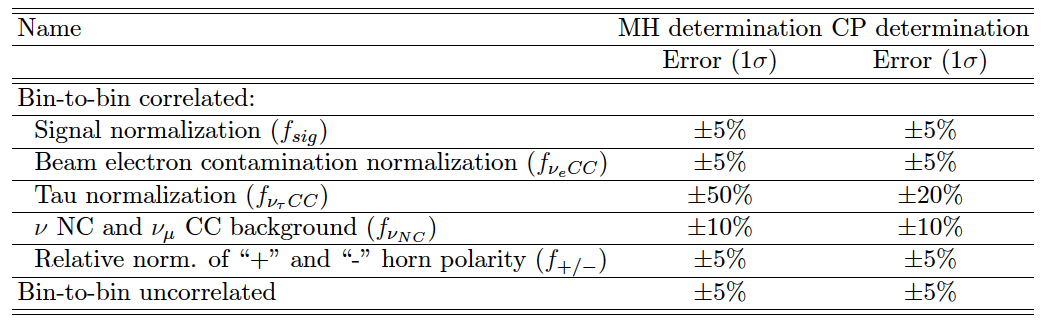 Name MH determination CP determination
Error (1σ) Error (1σ)
Bin-to-bin correlated:
Signal normalization (f_sig) ±5% ±5%
Beam electron contamination normalization (f_νeCC) ±5% ±5%
Tau normalization (f_ντCC) ±50% ±20%
ν NC and νμ CC background (f_νNC) ±10% ±10%
Relative norm. of “+” and “-” horn polarity (f+/−) ±5% ±5%
Bin-to-bin uncorrelated ±5% ±5%